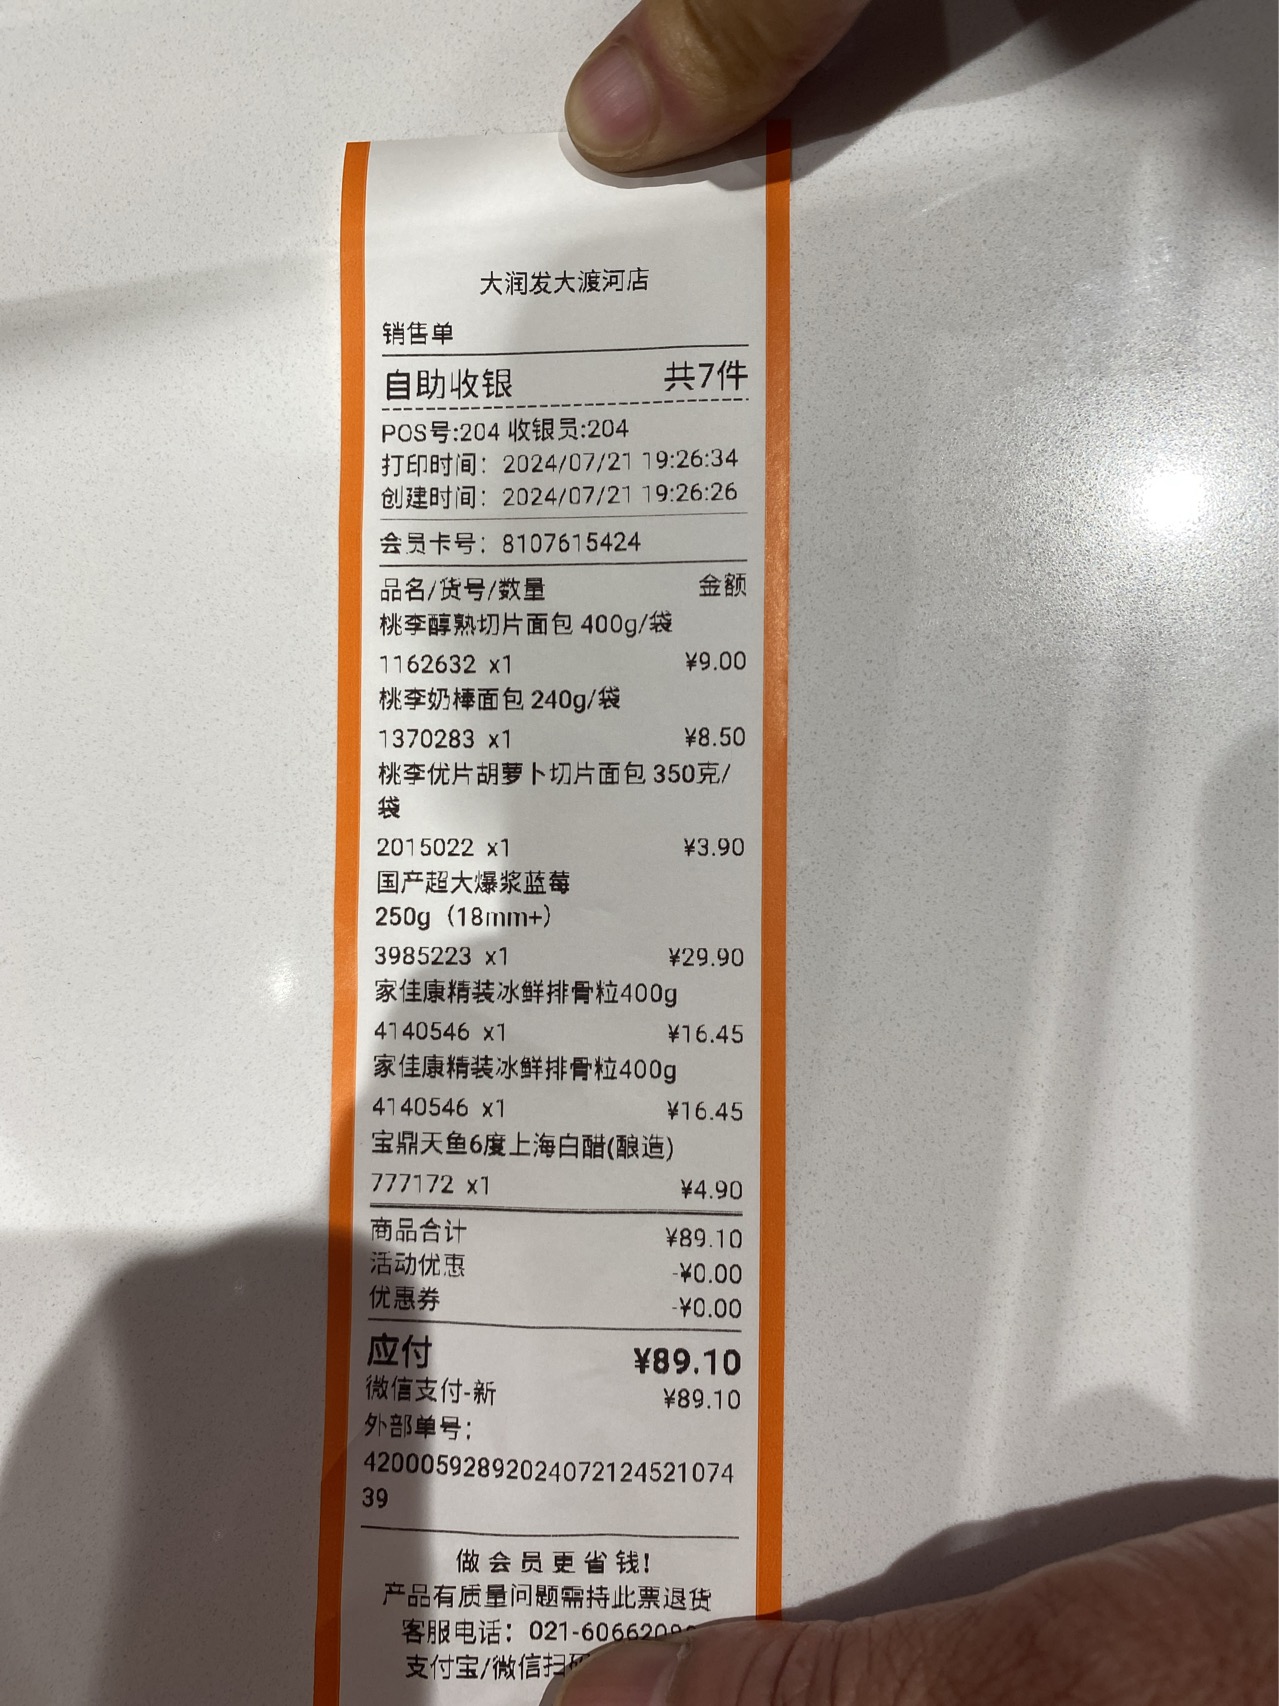 大润发大渡河店
销售单
自助收银 共7件
POS号:204 收银员:204
打印时间：2024/07/21 19:26:34
创建时间：2024/07/21 19:26:26
会员卡号：8107615424
品名/货号/数量 金额
桃李醇熟切片面包 400g/袋
1162632 x1 ¥9.00
桃李奶棒面包 240g/袋
1370283 x1 ¥8.50
桃李优片胡萝卜切片面包 350克/
袋
2015022 x1 ¥3.90
国产超大爆浆蓝莓
250g（18mm+）
3985223 x1 ¥29.90
家佳康精装冰鲜排骨粒400g
4140546 x1 ¥16.45
家佳康精装冰鲜排骨粒400g
4140546 x1 ¥16.45
宝鼎天鱼6度上海白醋(酿造)
777172 x1 ¥4.90
商品合计 ¥89.10
活动优惠 -¥0.00
优惠券 -¥0.00
应付 ¥89.10
微信支付-新 ¥89.10
外部单号：
42000592892024072124521074
39
做会员更省钱!
产品有质量问题需持此票退货
客服电话：
支付宝/微信扫